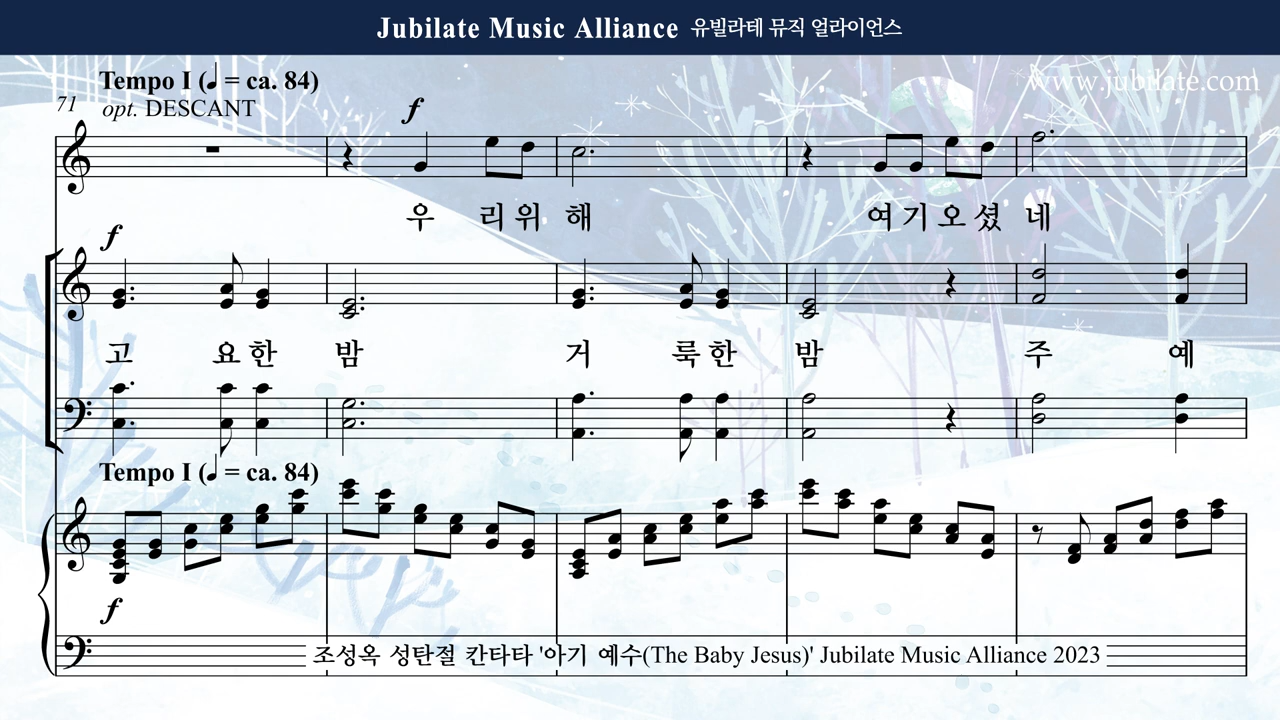 Jubilate Music Alliance 유빌라테 뮤직 얼라이언스
www.jubilate.com
Tempo I (♩ = ca. 84)
71 opt. DESCANT
f
우 리 위 해 여 기 오 셨 네
f
고 요 한 밤 거 룩 한 밤 주 예
Tempo I (♩ = ca. 84)
f
조성옥 성탄절 칸타타 '아기 예수(The Baby Jesus)' Jubilate Music Alliance 2023